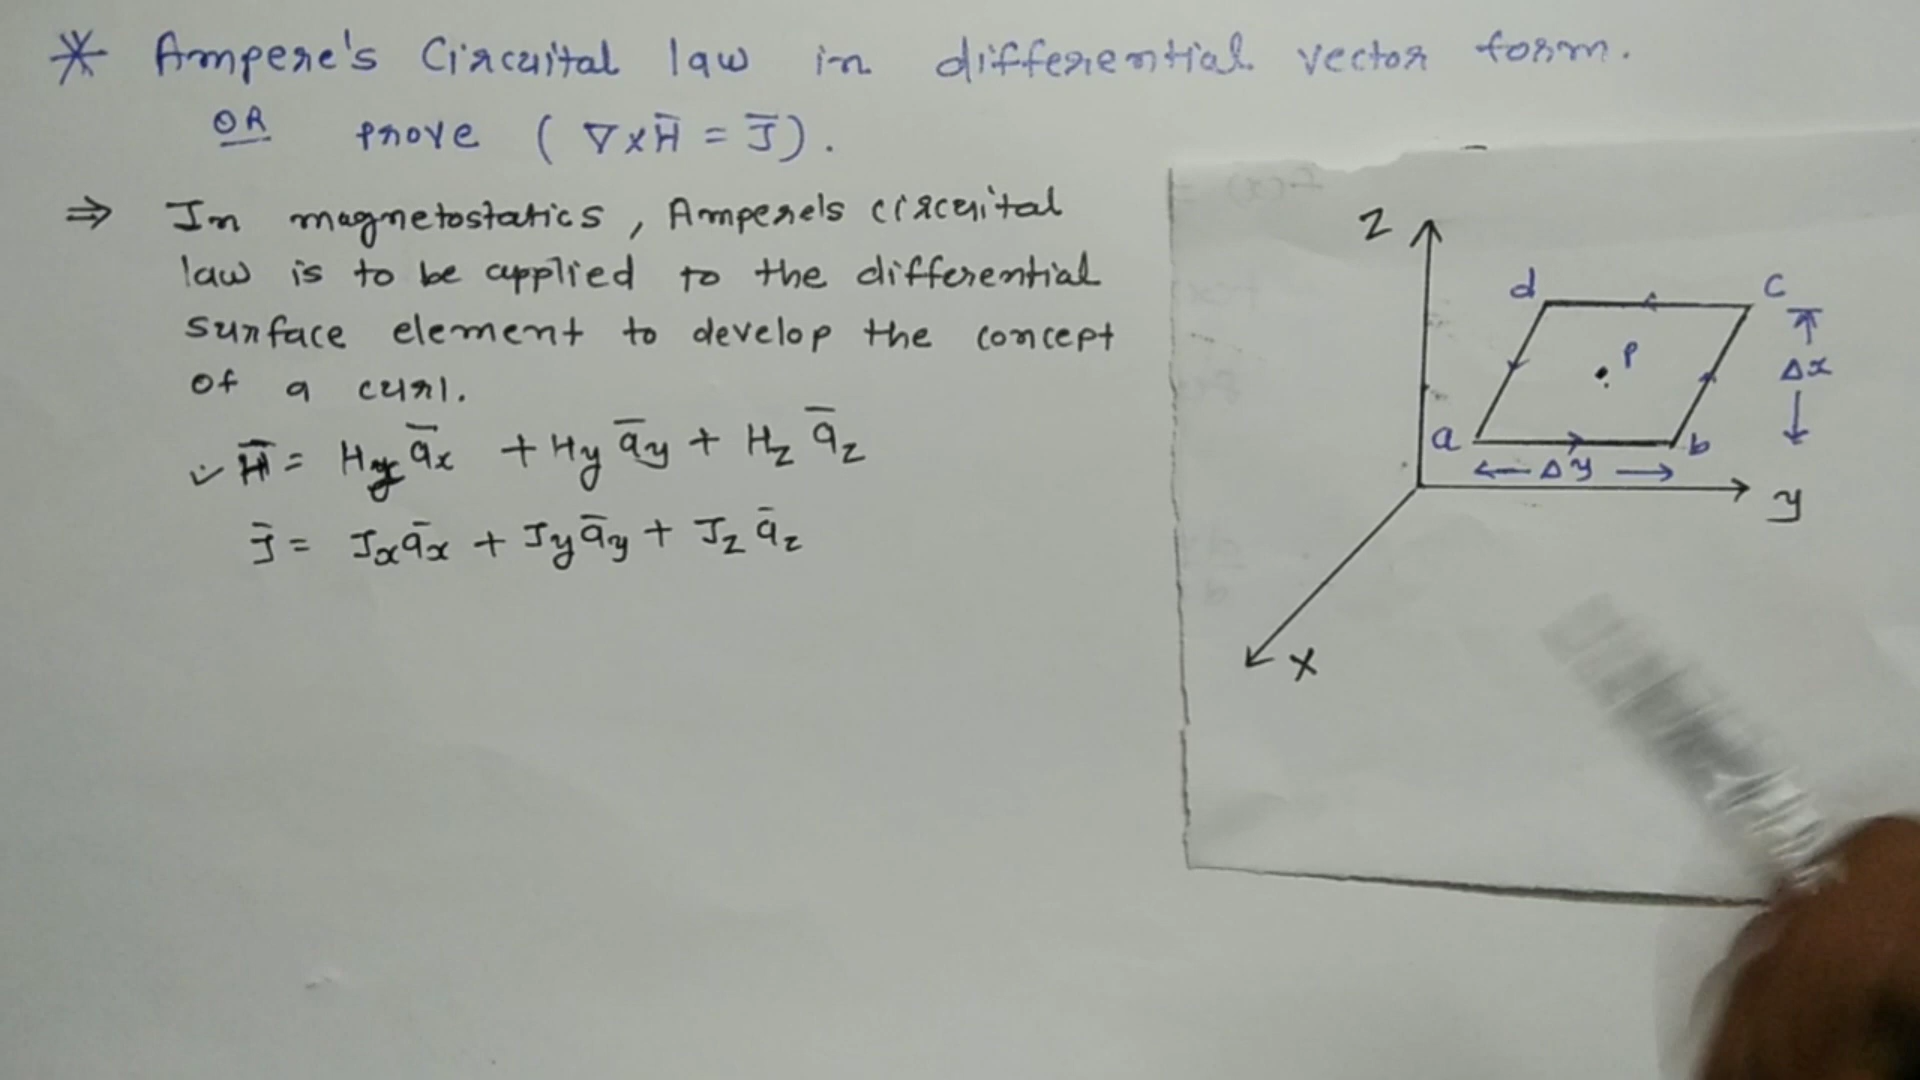 * Ampere's Circuital law in differential vector form.
OR prove ( ∇×H̄ = J̄ ).
⇒ In magnetostatics, Ampere's circuital
law is to be applied to the differential
surface element to develop the concept
of a curl.
H̄ = Hx āx + Hy āy + Hz āz
J̄ = Jx āx + Jy āy + Jz āz
Z
d
c
P
Δx
a
b
← Δy →
y
X